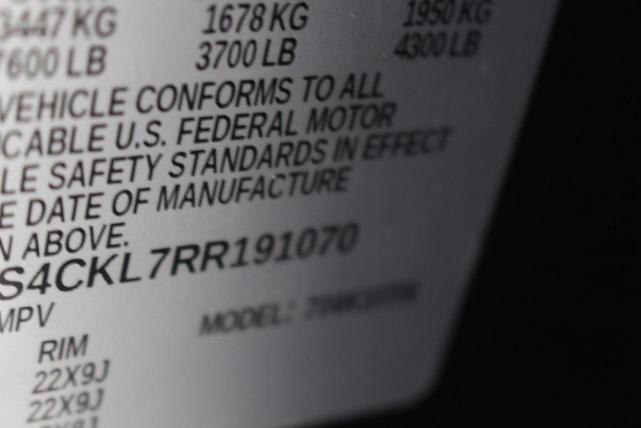 3447 KG 1678 KG 1950 KG
7600 LB 3700 LB 4300 LB
VEHICLE CONFORMS TO ALL
CABLE U.S. FEDERAL MOTOR
LE SAFETY STANDARDS IN EFFECT
E DATE OF MANUFACTURE
N ABOVE.
S4CKL7RR191070
MPV MODEL:
RIM
22X9J
22X9J